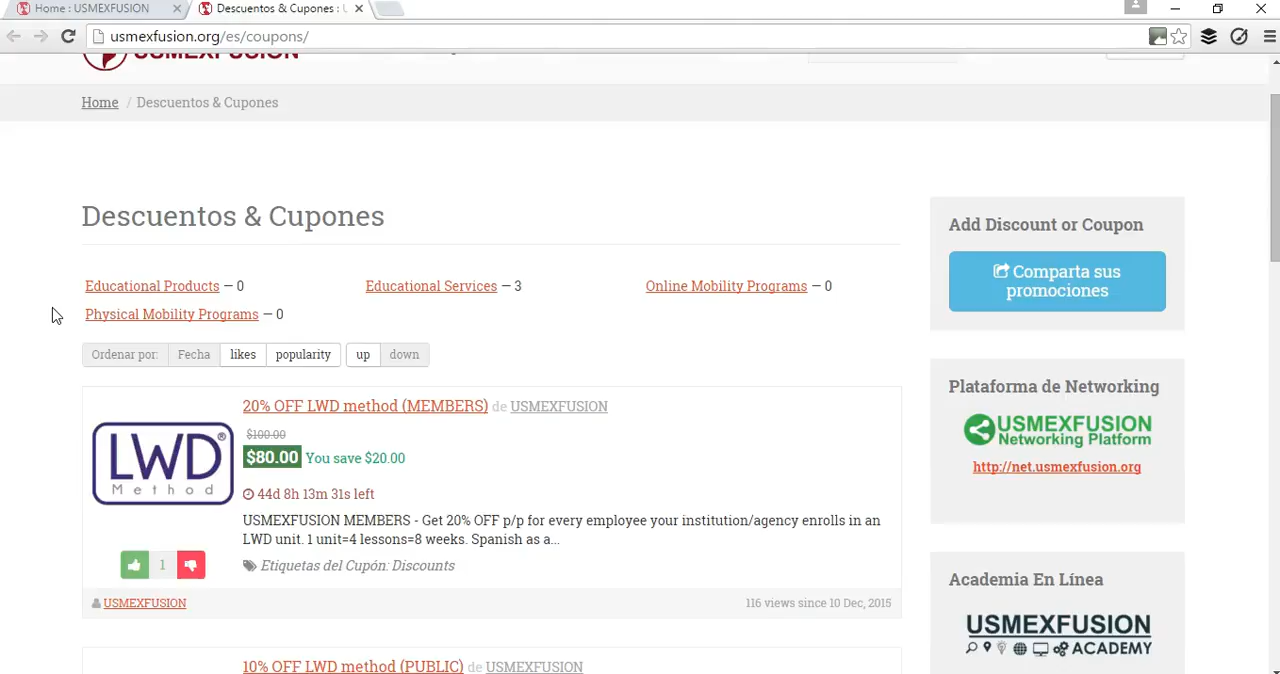 Home : USMEXFUSION
Descuentos & Cupones : U
usmexfusion.org/es/coupons/
USMEXFUSION
Home / Descuentos & Cupones
Descuentos & Cupones
Educational Products — 0
Educational Services — 3
Online Mobility Programs — 0
Physical Mobility Programs — 0
Ordenar por: Fecha likes popularity up down
20% OFF LWD method (MEMBERS) de USMEXFUSION
$100.00
$80.00 You save $20.00
44d 8h 13m 31s left
USMEXFUSION MEMBERS - Get 20% OFF p/p for every employee your institution/agency enrolls in an
LWD unit. 1 unit=4 lessons=8 weeks. Spanish as a...
Etiquetas del Cupón: Discounts
LWD®
Method
1
USMEXFUSION
116 views since 10 Dec, 2015
10% OFF LWD method (PUBLIC) de USMEXFUSION
Add Discount or Coupon
Comparta sus
promociones
Plataforma de Networking
USMEXFUSION
Networking Platform
http://net.usmexfusion.org
Academia En Línea
USMEXFUSION
ACADEMY